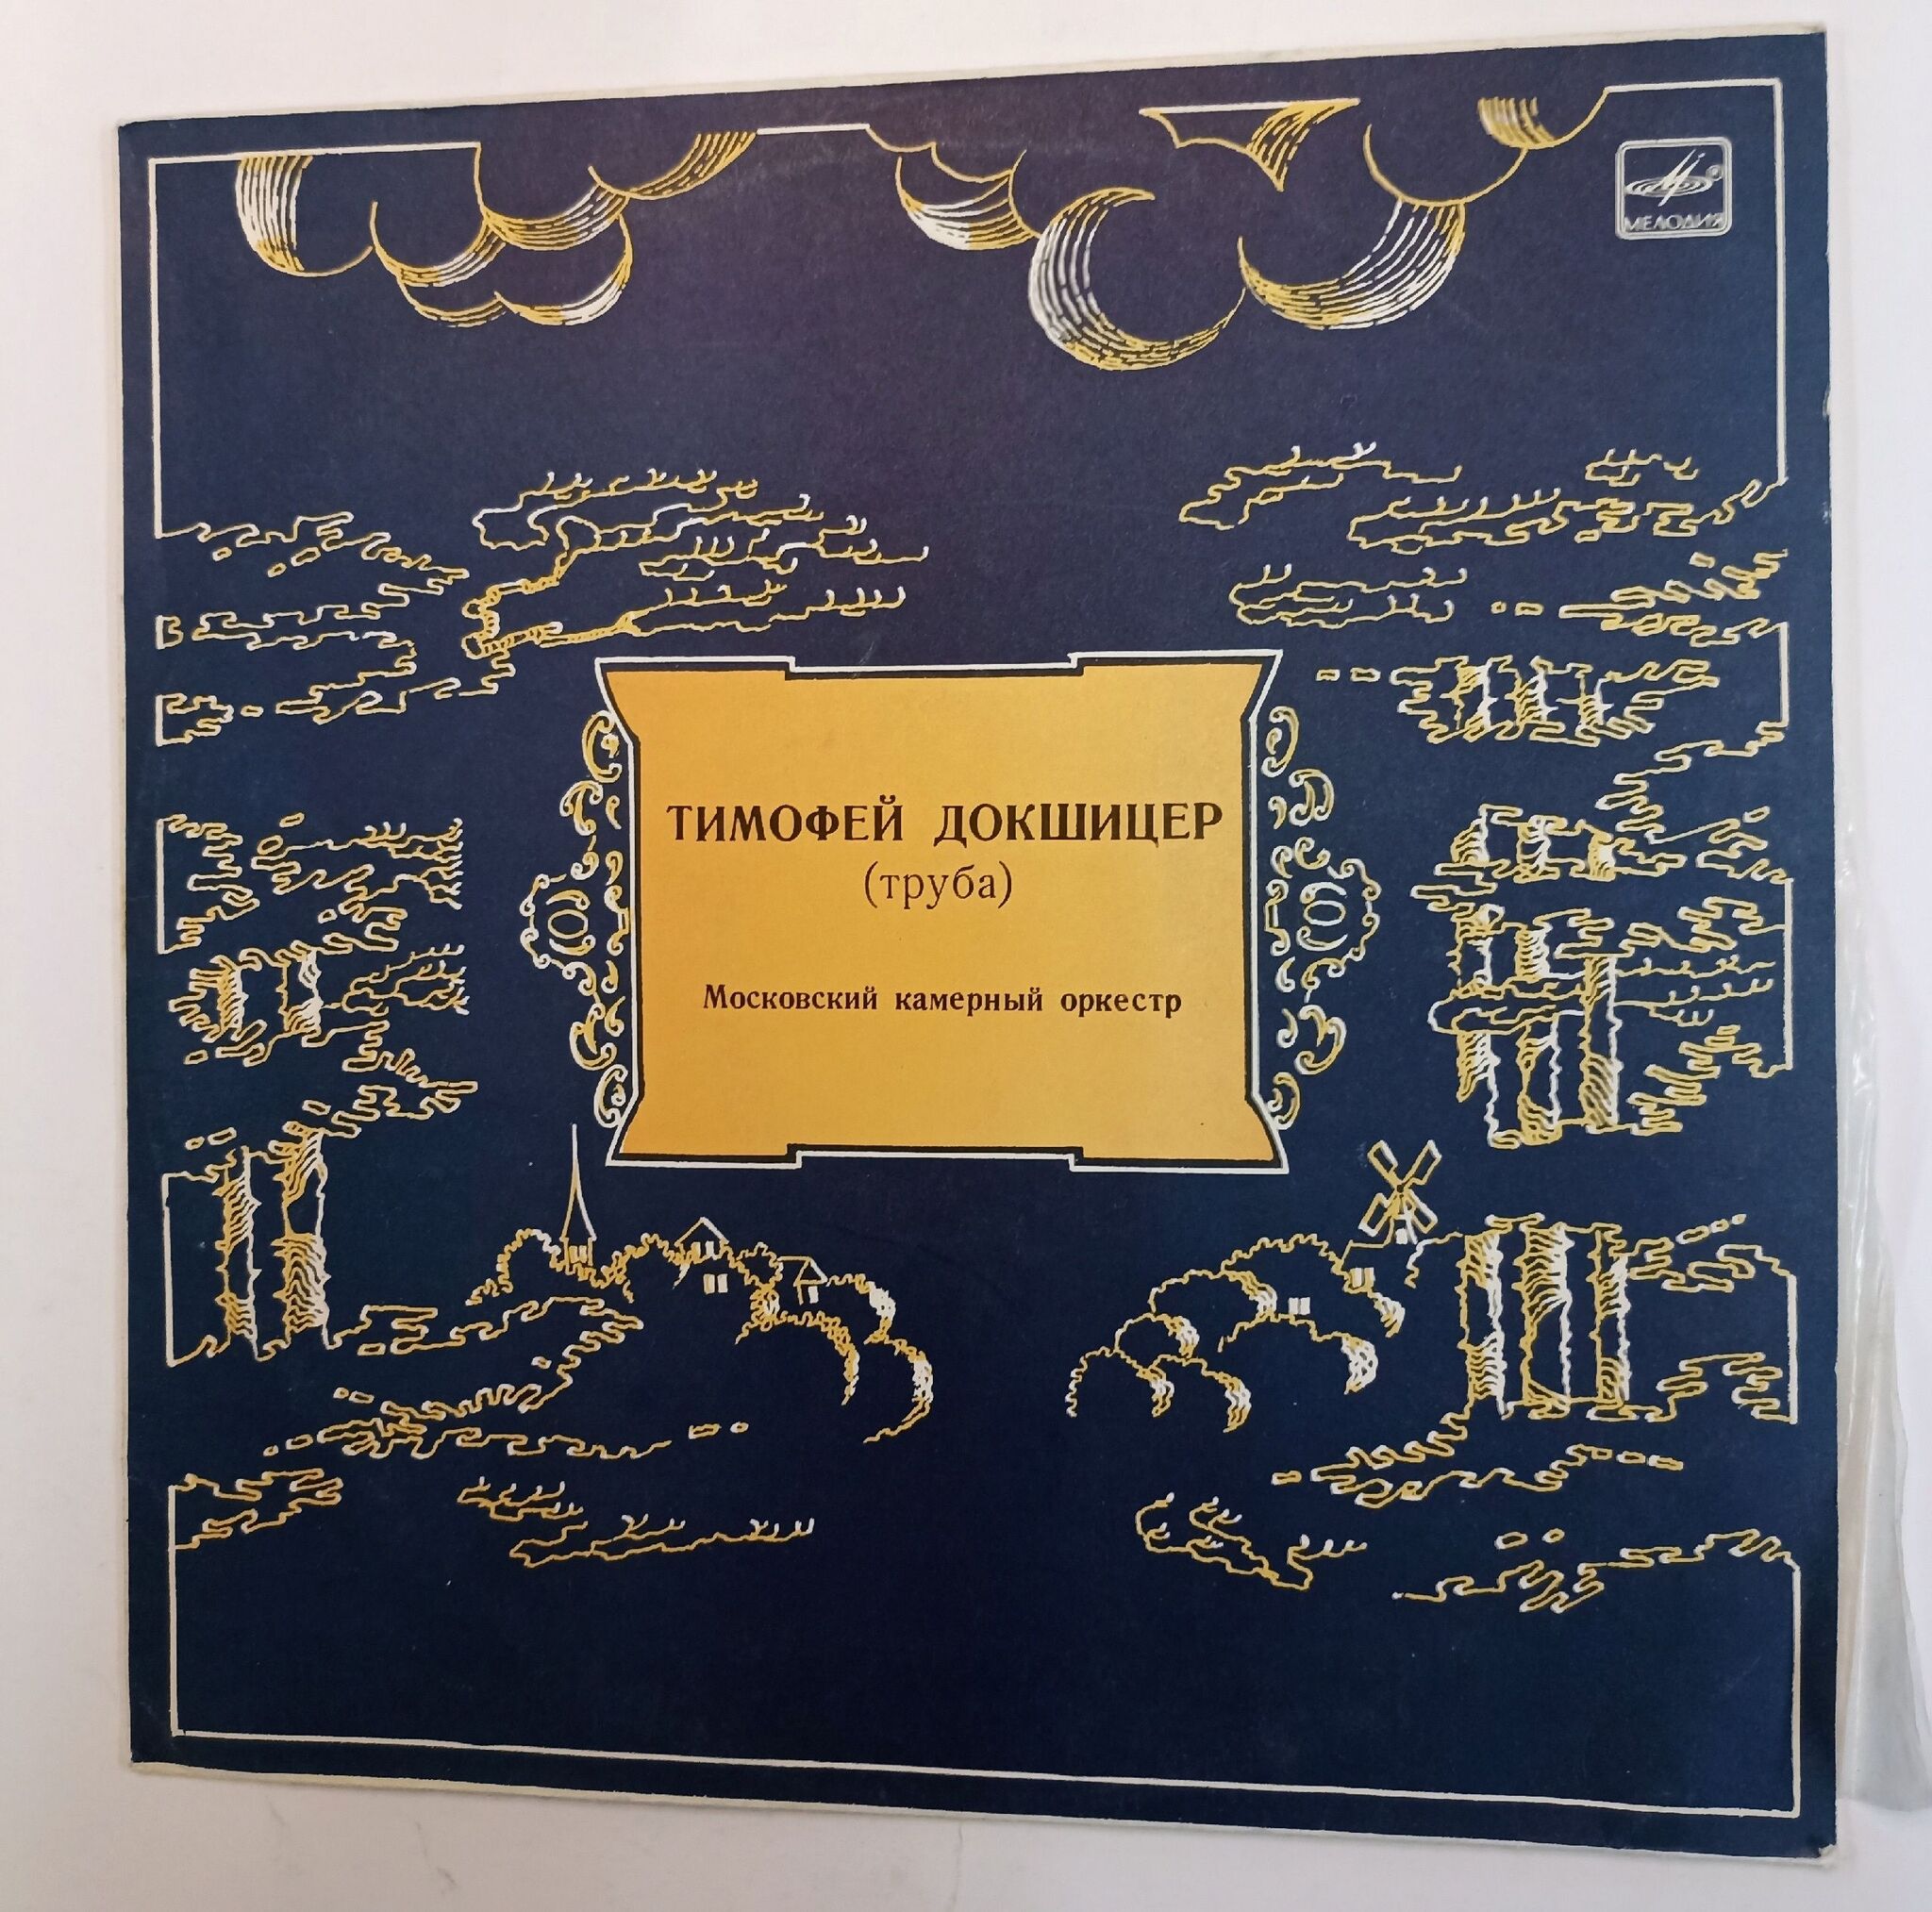 МЕЛОДИЯ
ТИМОФЕЙ ДОКШИЦЕР
(труба)
Московский камерный оркестр